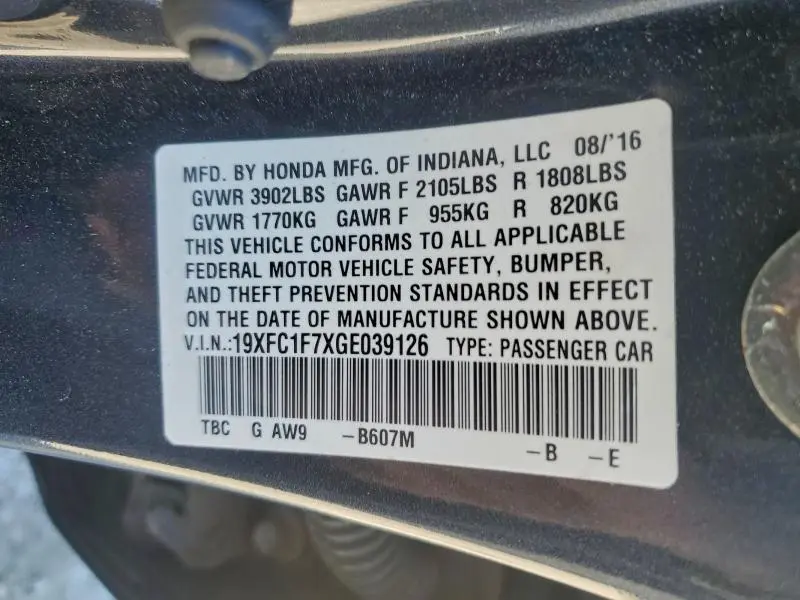 MFD. BY HONDA MFG. OF INDIANA, LLC 08/'16
GVWR 3902LBS GAWR F 2105LBS R 1808LBS
GVWR 1770KG GAWR F 955KG R 820KG
THIS VEHICLE CONFORMS TO ALL APPLICABLE
FEDERAL MOTOR VEHICLE SAFETY, BUMPER,
AND THEFT PREVENTION STANDARDS IN EFFECT
ON THE DATE OF MANUFACTURE SHOWN ABOVE.
V.I.N.:19XFC1F7XGE039126 TYPE: PASSENGER CAR
TBC G AW9 -B607M -B -E